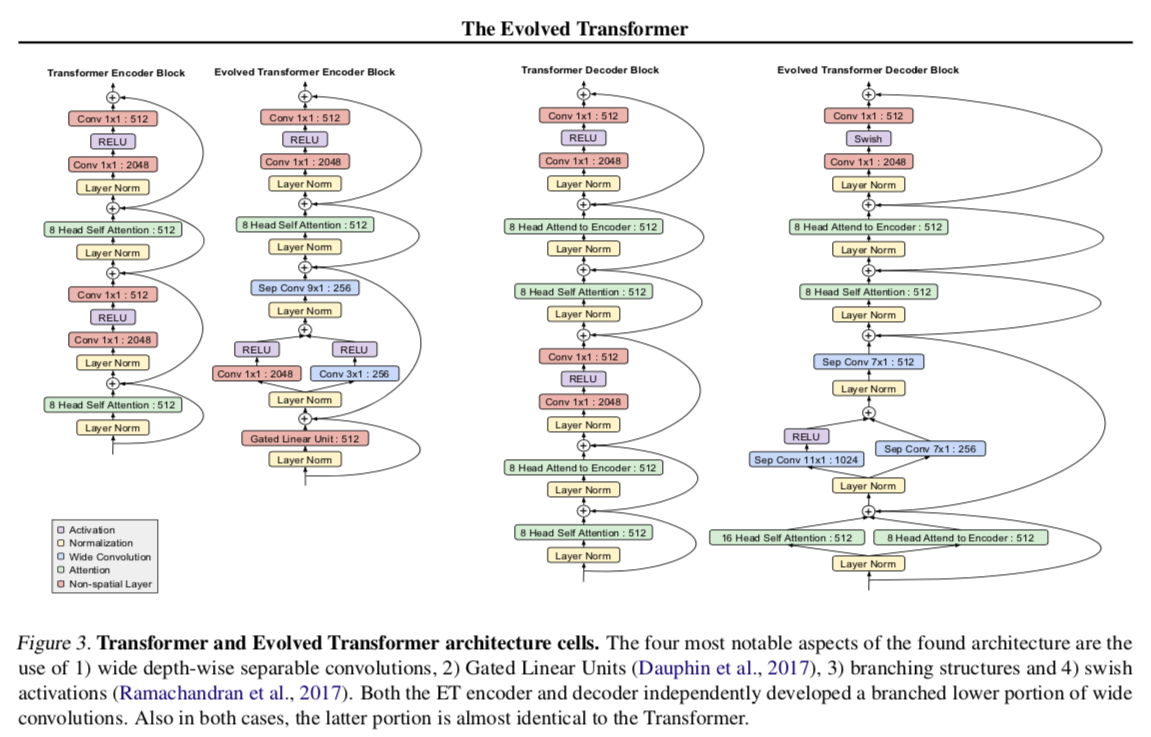 The Evolved Transformer
Transformer Encoder Block
Conv 1x1 : 512
RELU
Conv 1x1 : 2048
Layer Norm
8 Head Self Attention : 512
Layer Norm
Conv 1x1 : 512
RELU
Conv 1x1 : 2048
Layer Norm
8 Head Self Attention : 512
Layer Norm
Evolved Transformer Encoder Block
Conv 1x1 : 512
RELU
Conv 1x1 : 2048
Layer Norm
8 Head Self Attention : 512
Layer Norm
Sep Conv 9x1 : 256
Layer Norm
RELU RELU
Conv 1x1 : 2048 Conv 3x1 : 256
Layer Norm
Gated Linear Unit : 512
Layer Norm
Transformer Decoder Block
Conv 1x1 : 512
RELU
Conv 1x1 : 2048
Layer Norm
8 Head Attend to Encoder : 512
Layer Norm
8 Head Self Attention : 512
Layer Norm
Conv 1x1 : 512
RELU
Conv 1x1 : 2048
Layer Norm
8 Head Attend to Encoder : 512
Layer Norm
8 Head Self Attention : 512
Layer Norm
Evolved Transformer Decoder Block
Conv 1x1 : 512
Swish
Conv 1x1 : 2048
Layer Norm
8 Head Attend to Encoder : 512
Layer Norm
8 Head Self Attention : 512
Layer Norm
Sep Conv 7x1 : 512
Layer Norm
RELU
Sep Conv 11x1 : 1024 Sep Conv 7x1 : 256
Layer Norm
16 Head Self Attention : 512 8 Head Attend to Encoder : 512
Layer Norm
Activation
Normalization
Wide Convolution
Attention
Non-spatial Layer
Figure 3. Transformer and Evolved Transformer architecture cells. The four most notable aspects of the found architecture are the
use of 1) wide depth-wise separable convolutions, 2) Gated Linear Units (Dauphin et al., 2017), 3) branching structures and 4) swish
activations (Ramachandran et al., 2017). Both the ET encoder and decoder independently developed a branched lower portion of wide
convolutions. Also in both cases, the latter portion is almost identical to the Transformer.